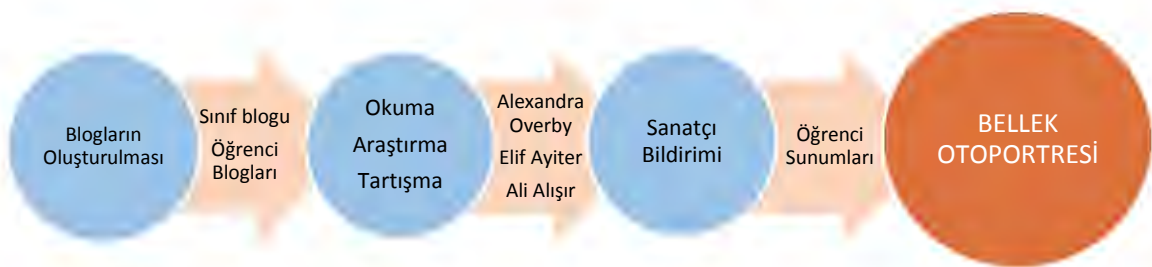 Blogların
Oluşturulması
Sınıf blogu
Öğrenci
Blogları
Okuma
Araştırma
Tartışma
Alexandra
Overby
Elif Ayiter
Ali Alışır
Sanatçı
Bildirimi
Öğrenci
Sunumları
BELLEK
OTOPORTRESİ